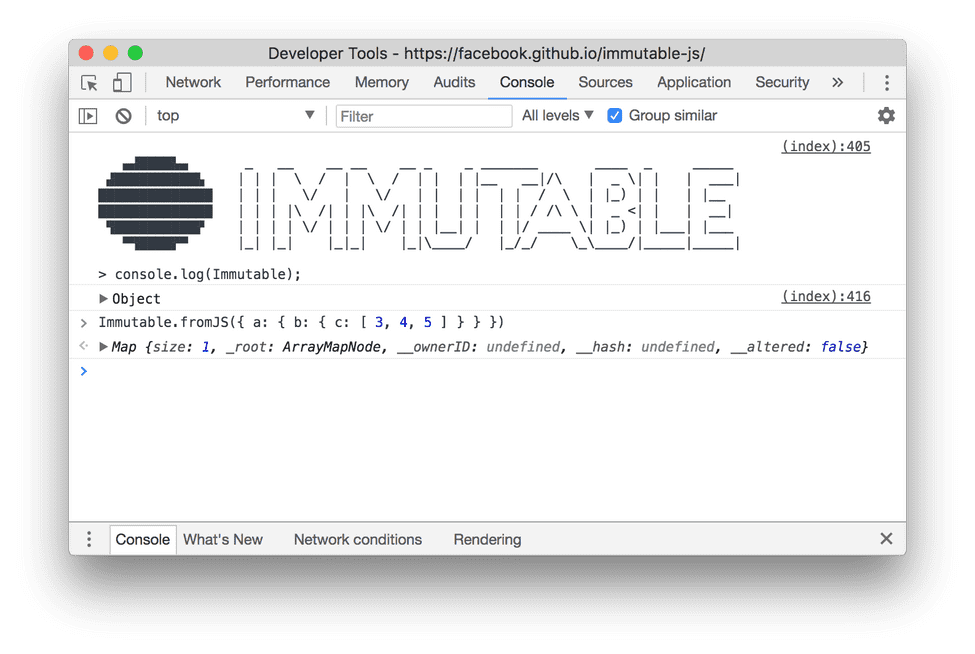 Developer Tools - https://facebook.github.io/immutable-js/
Network Performance Memory Audits Console Sources Application Security »
top ▼ Filter All levels ▼ Group similar
(index):405
IMMUTABLE
> console.log(Immutable);
▶ Object (index):416
> Immutable.fromJS({ a: { b: { c: [ 3, 4, 5 ] } } })
▶ Map {size: 1, _root: ArrayMapNode, __ownerID: undefined, __hash: undefined, __altered: false}
>
Console What's New Network conditions Rendering